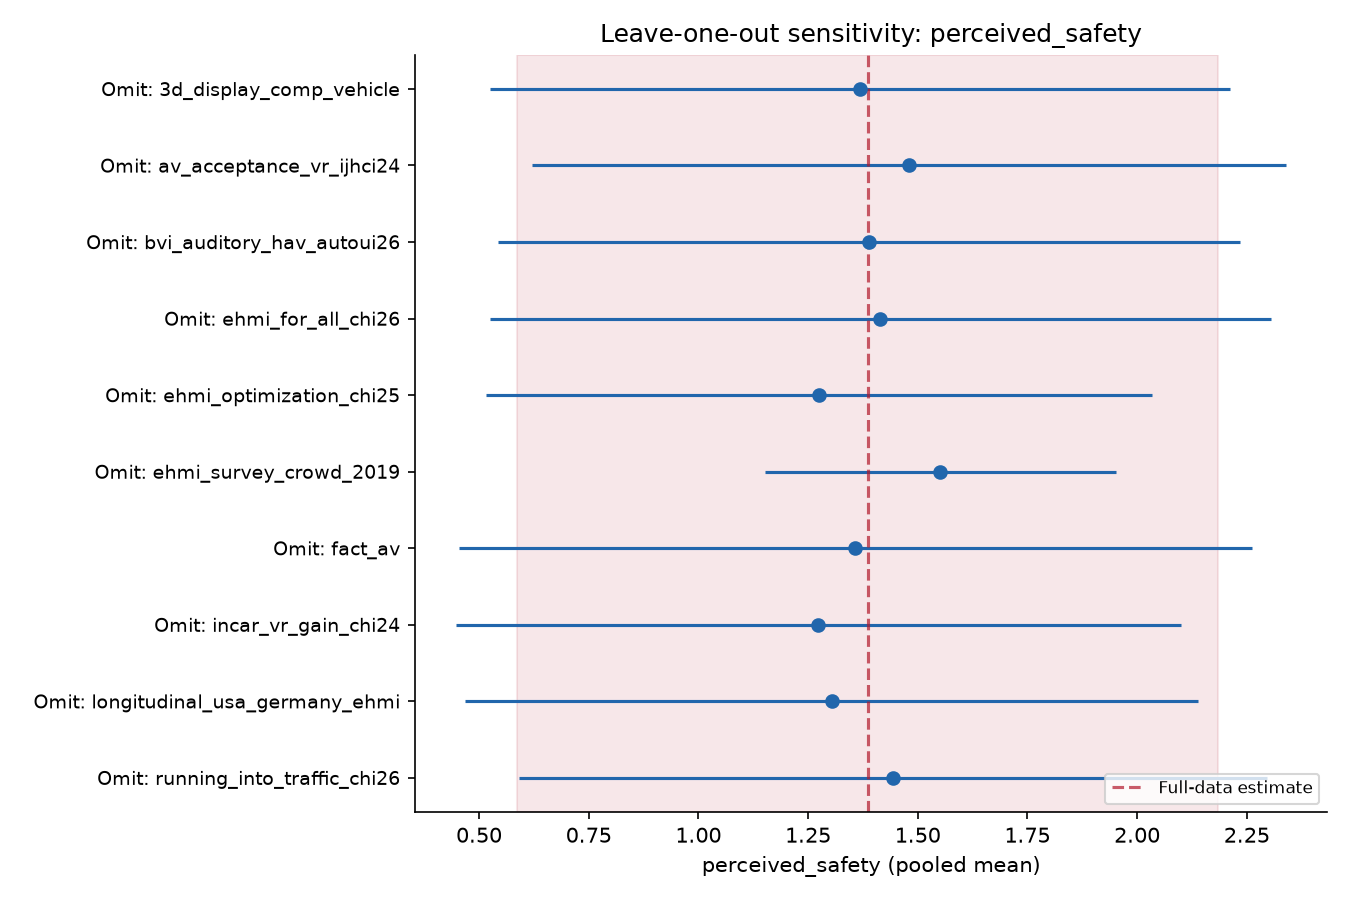 Leave-one-out sensitivity: perceived_safety
Omit: 3d_display_comp_vehicle
Omit: av_acceptance_vr_ijhci24
Omit: bvi_auditory_hav_autoui26
Omit: ehmi_for_all_chi26
Omit: ehmi_optimization_chi25
Omit: ehmi_survey_crowd_2019
Omit: fact_av
Omit: incar_vr_gain_chi24
Omit: longitudinal_usa_germany_ehmi
Omit: running_into_traffic_chi26
Full-data estimate
0.50 0.75 1.00 1.25 1.50 1.75 2.00 2.25
perceived_safety (pooled mean)